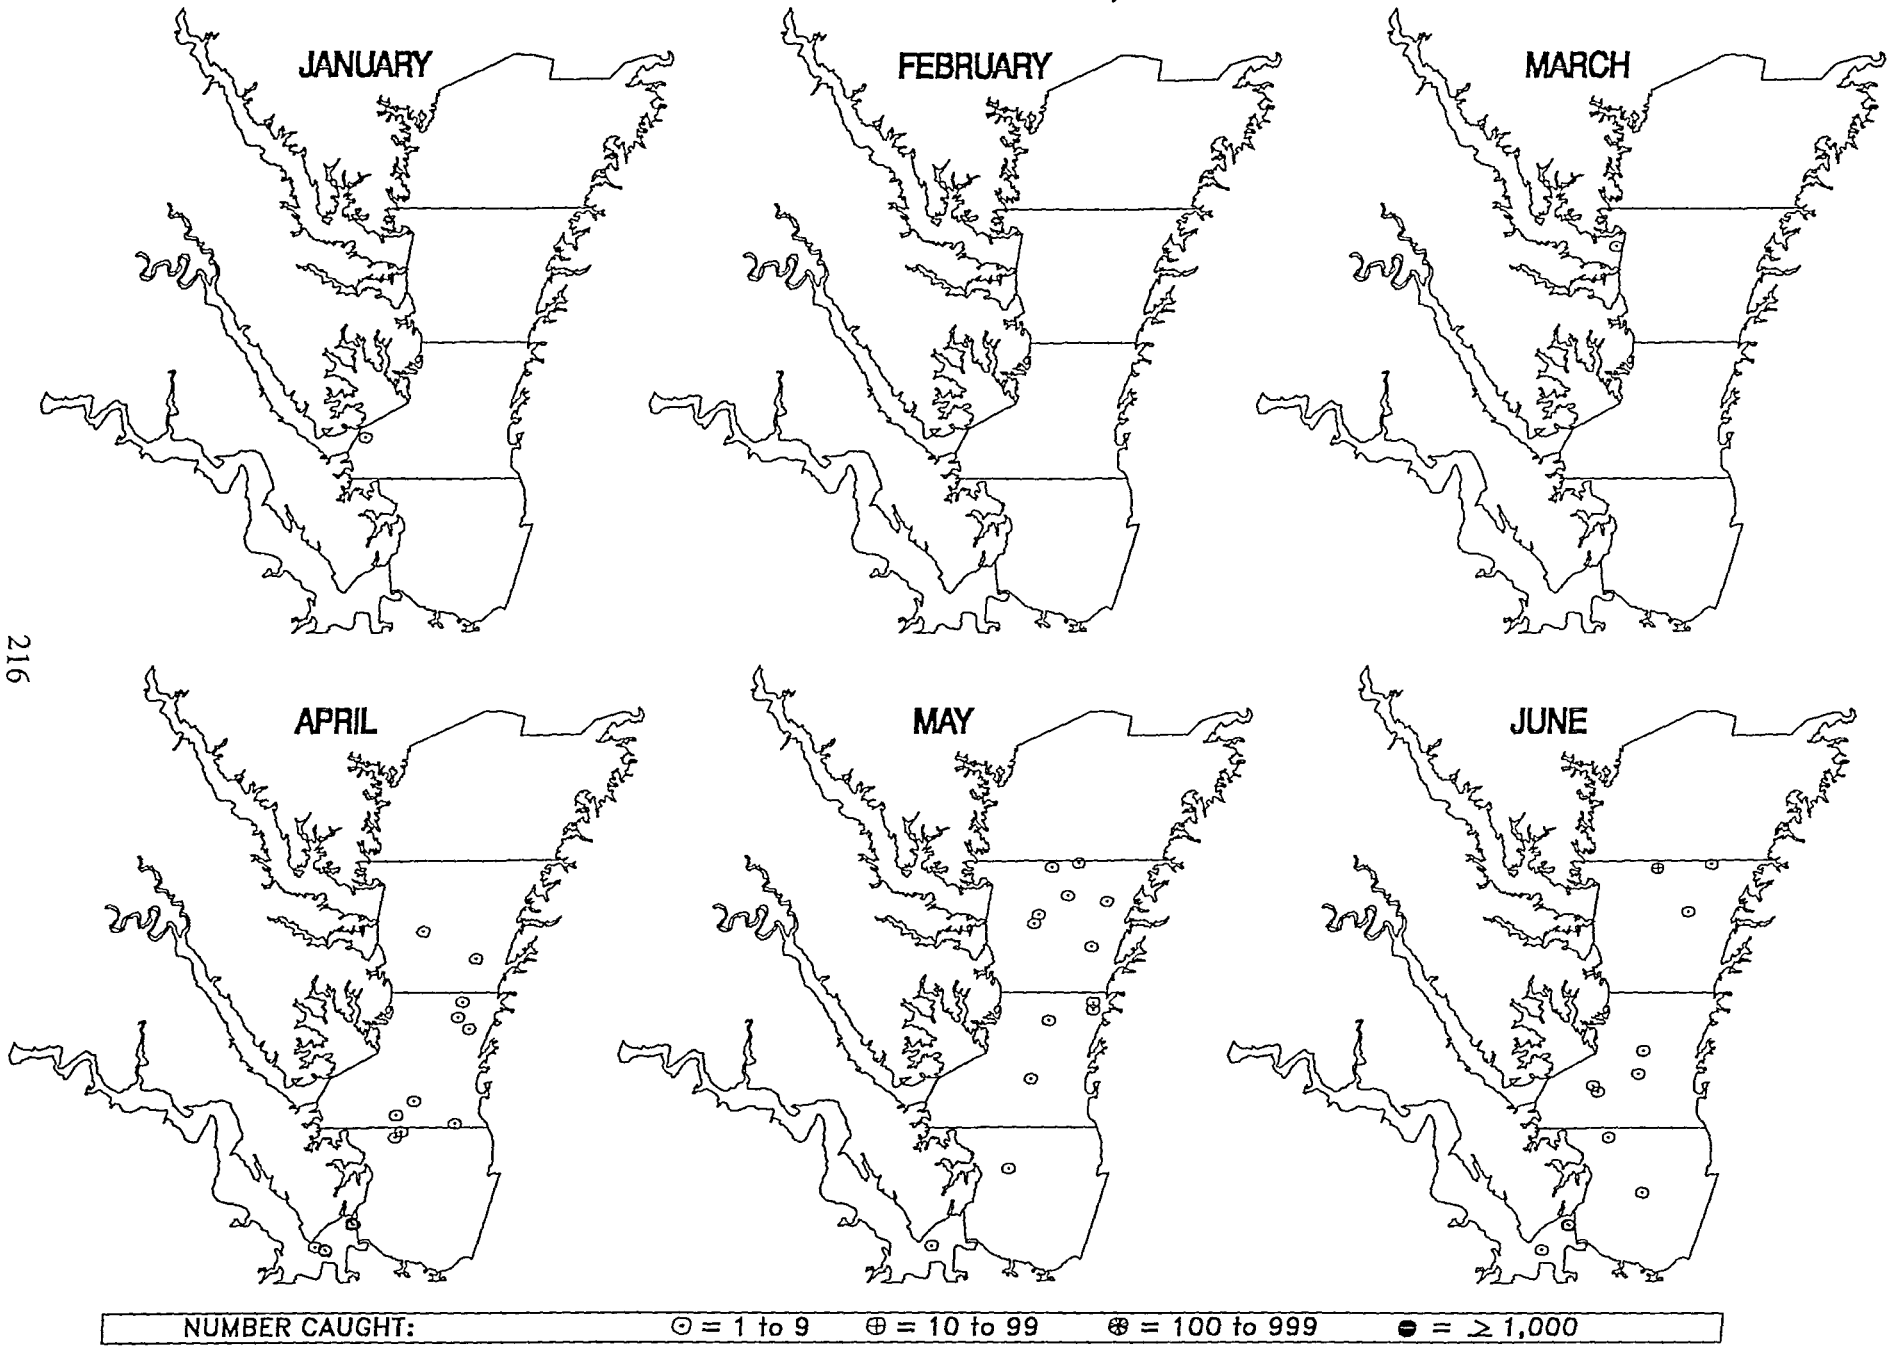 JANUARY
FEBRUARY
MARCH
216
APRIL
MAY
JUNE
NUMBER CAUGHT: ⊙ = 1 to 9 ⊕ = 10 to 99 ⊛ = 100 to 999 ⊖ = ≥ 1,000